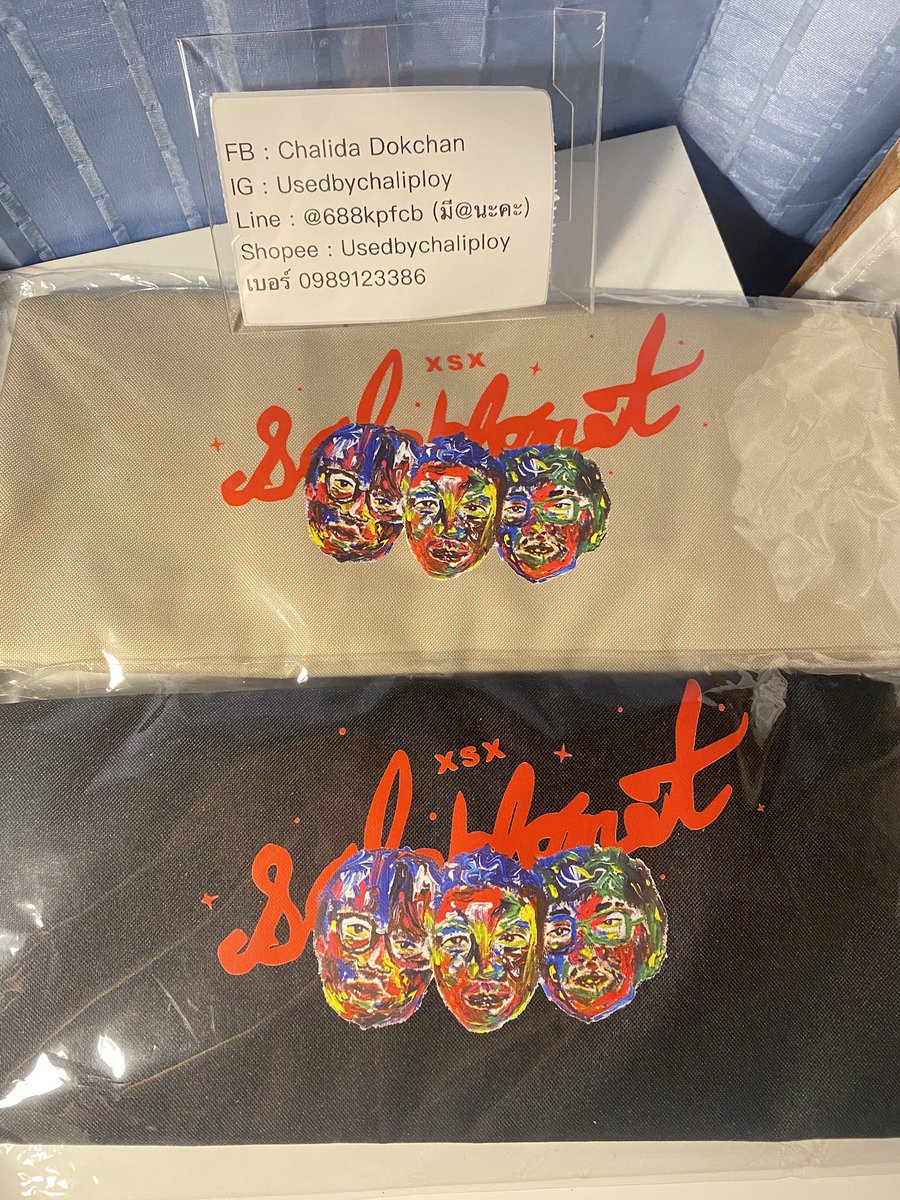 FB : Chalida Dokchan
IG : Usedbychaliploy
Line : @688kpfcb (มี@นะคะ)
Shopee : Usedbychaliploy
เบอร์ 0989123386
xsx
xsx